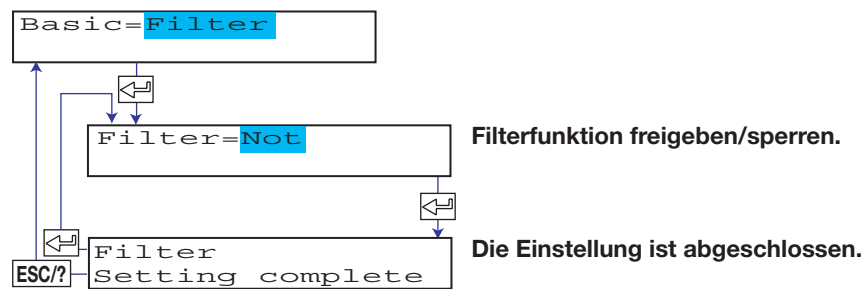 Basic=Filter
Filter=Not
Filterfunktion freigeben/sperren.
Filter
Setting complete
Die Einstellung ist abgeschlossen.
ESC/?